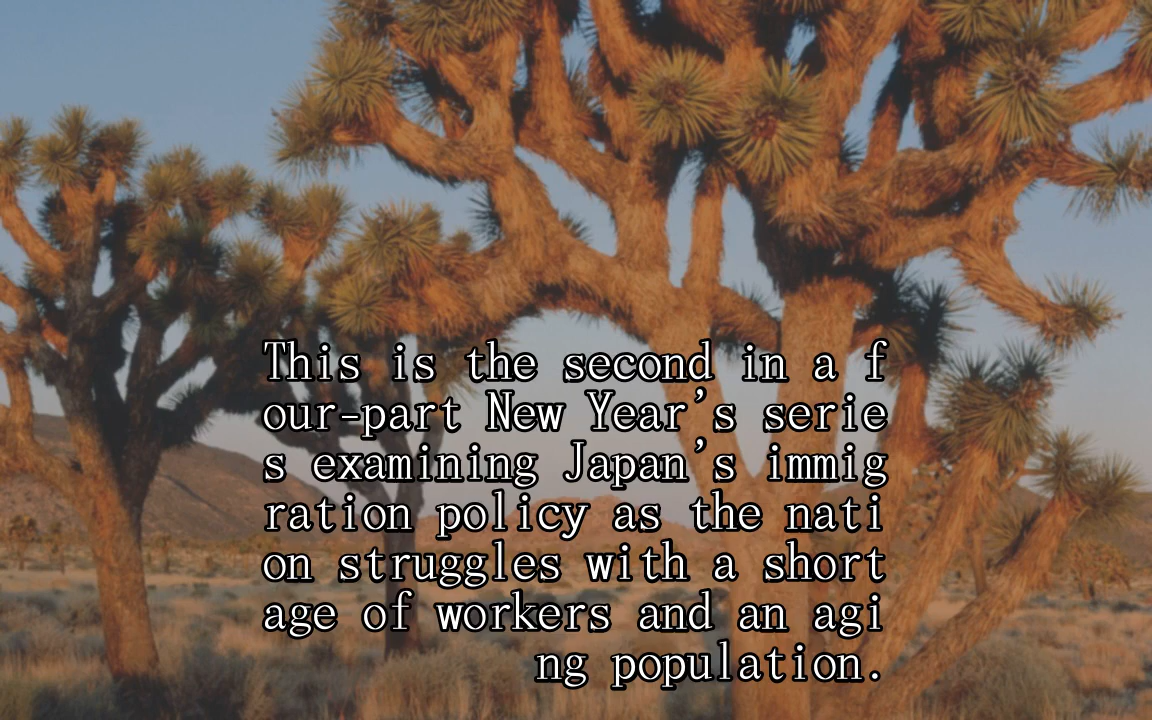 This is the second in a f
our-part New Year’s serie
s examining Japan’s immig
ration policy as the nati
on struggles with a short
age of workers and an agi
ng population.